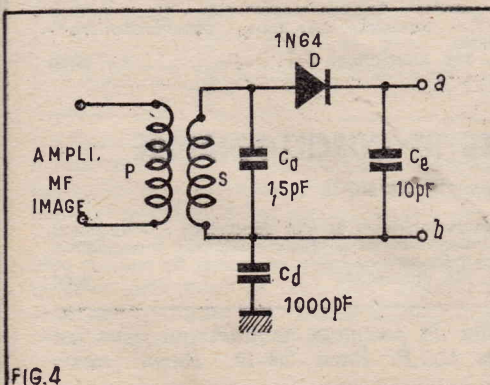 1N64
D
a
AMPLI.
MF
IMAGE
P
S
Ca
1,5pF
Ce
10pF
b
Cd
1000pF
FIG.4